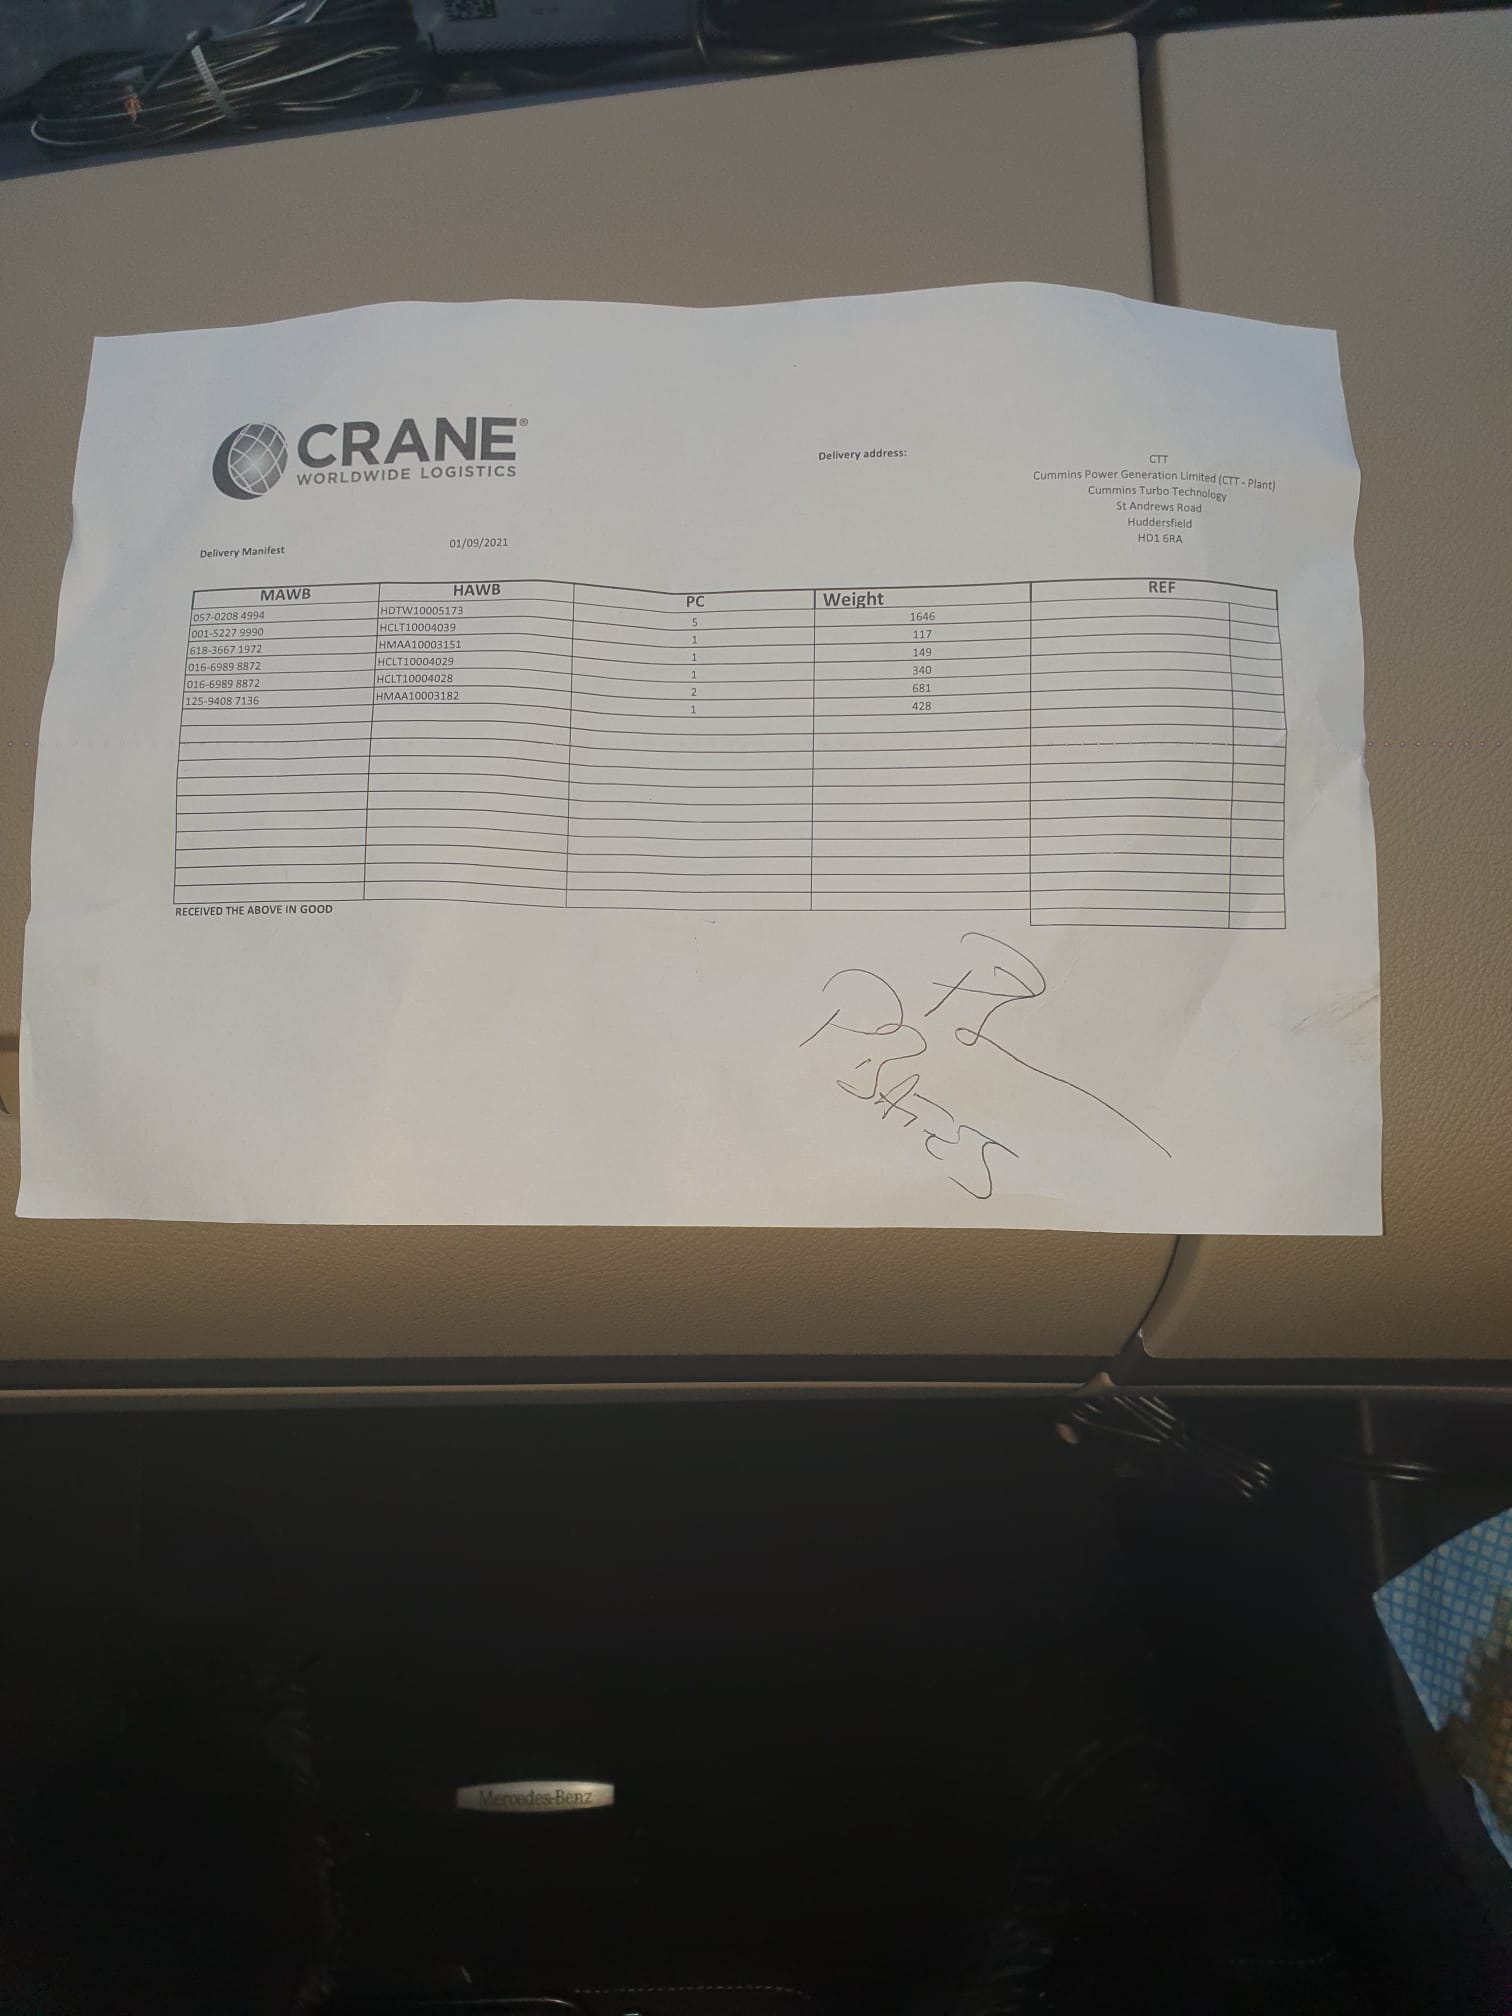 CRANE®
WORLDWIDE LOGISTICS
Delivery address:
CTT
Cummins Power Generation Limited (CTT - Plant)
Cummins Turbo Technology
St Andrews Road
Huddersfield
HD1 6RA
Delivery Manifest 01/09/2021
MAWB HAWB PC Weight REF
057-0208 4994 HDTW10005173 5 1646
001-5227 9990 HCLT10004039 1 117
618-3667 1972 HMAA10003151 1 149
016-6989 8872 HCLT10004029 1 340
016-6989 8872 HCLT10004028 2 681
125-9408 7136 HMAA10003182 1 428
RECEIVED THE ABOVE IN GOOD
Mercedes-Benz